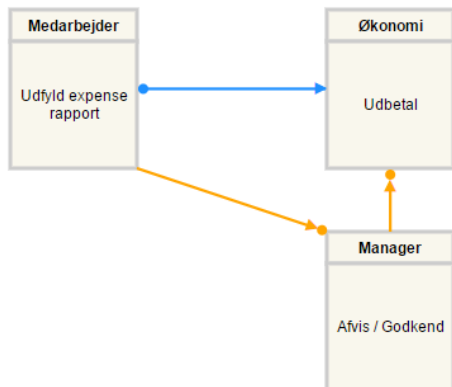 Medarbejder
Udfyld expense
rapport
Økonomi
Udbetal
Manager
Afvis / Godkend